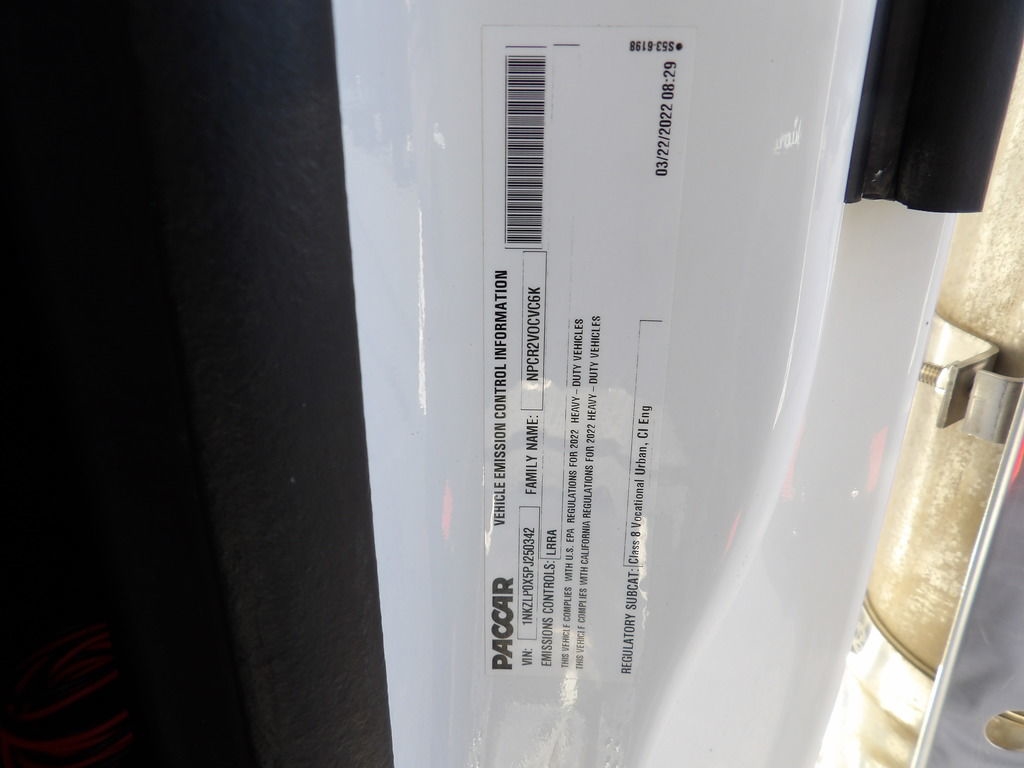 PACCAR VEHICLE EMISSION CONTROL INFORMATION
VIN: 1NKZLP0X5PJ250342 FAMILY NAME: NPCR2VOCVC6K
EMISSIONS CONTROLS: LRRA
THIS VEHICLE COMPLIES WITH U.S. EPA REGULATIONS FOR 2022 HEAVY-DUTY VEHICLES
THIS VEHICLE COMPLIES WITH CALIFORNIA REGULATIONS FOR 2022 HEAVY-DUTY VEHICLES
REGULATORY SUBCAT: Class 8 Vocational Urban, CI Eng
03/22/2022 08:29
S53-6198